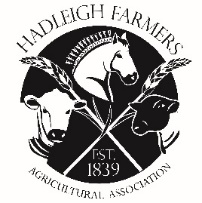 HADLEIGH FARMERS
EST.
1839
AGRICULTURAL ASSOCIATION